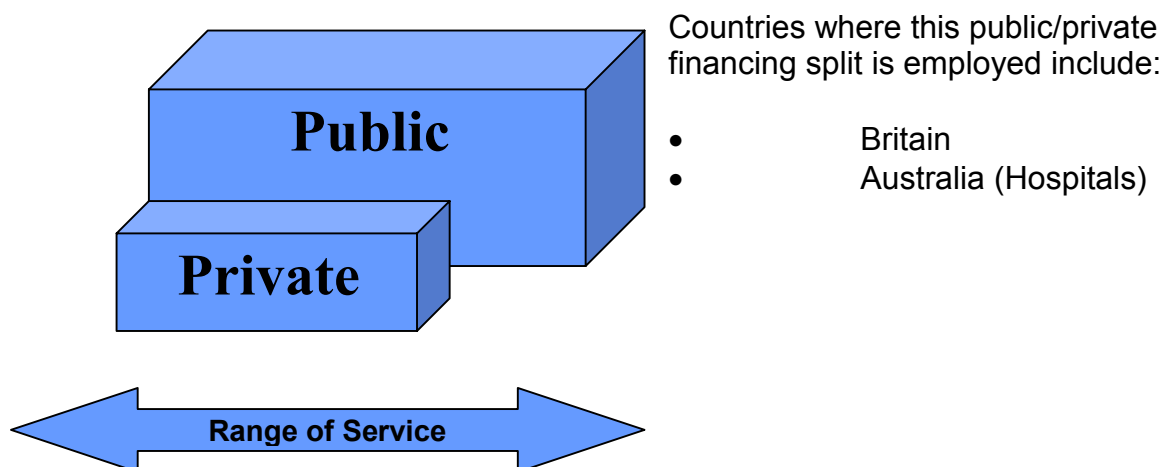 Countries where this public/private
financing split is employed include:
• Britain
• Australia (Hospitals)
Public
Private
Range of Service